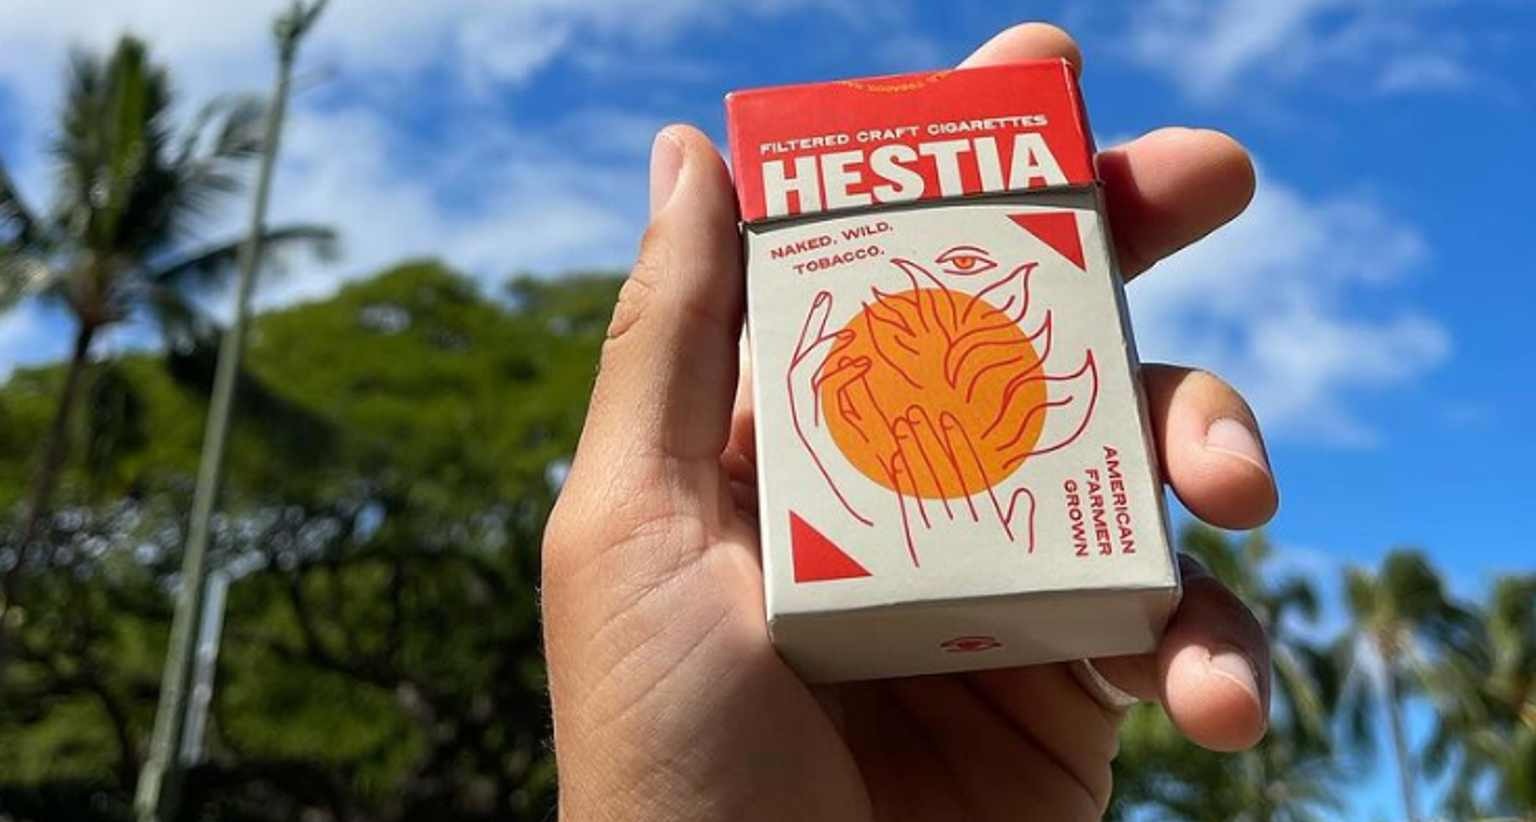 FILTERED CRAFT CIGARETTES
HESTIA
NAKED. WILD.
TOBACCO.
AMERICAN
FARMER
GROWN